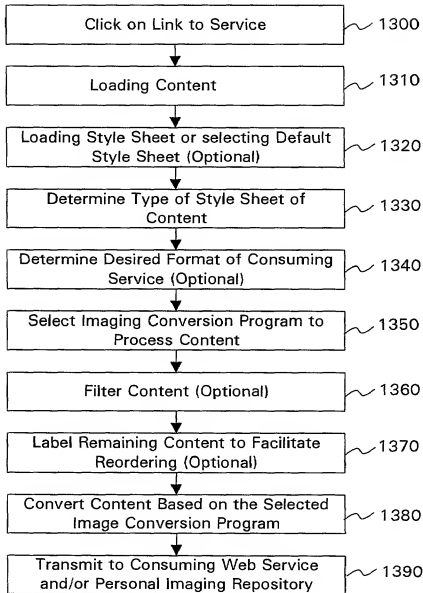 Click on Link to Service
1300
Loading Content
1310
Loading Style Sheet or selecting Default
Style Sheet (Optional)
1320
Determine Type of Style Sheet of
Content
1330
Determine Desired Format of Consuming
Service (Optional)
1340
Select Imaging Conversion Program to
Process Content
1350
Filter Content (Optional)
1360
Label Remaining Content to Facilitate
Reordering (Optional)
1370
Convert Content Based on the Selected
Image Conversion Program
1380
Transmit to Consuming Web Service
and/or Personal Imaging Repository
1390